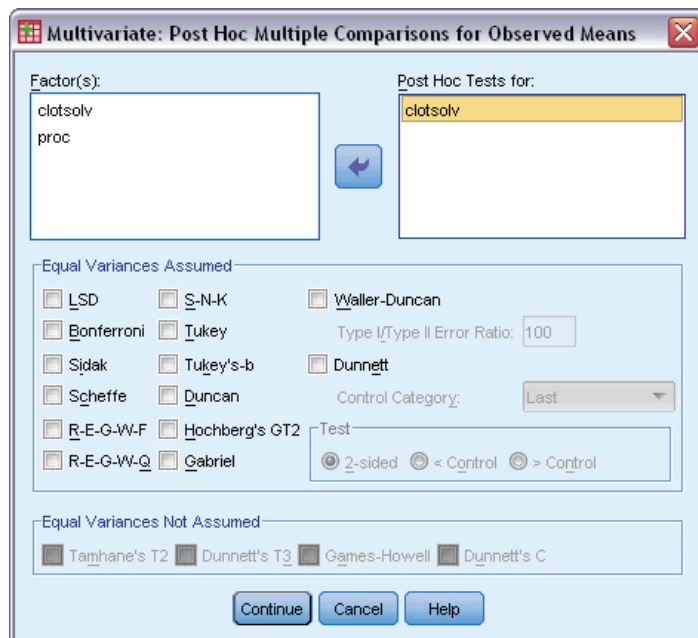 Multivariate: Post Hoc Multiple Comparisons for Observed Means
Factor(s):
clotsolv
proc
Post Hoc Tests for:
clotsolv
Equal Variances Assumed
LSD S-N-K Waller-Duncan
Bonferroni Tukey Type I/Type II Error Ratio: 100
Sidak Tukey's-b Dunnett
Scheffe Duncan Control Category: Last
R-E-G-W-F Hochberg's GT2 Test
R-E-G-W-Q Gabriel 2-sided < Control > Control
Equal Variances Not Assumed
Tamhane's T2 Dunnett's T3 Games-Howell Dunnett's C
Continue Cancel Help